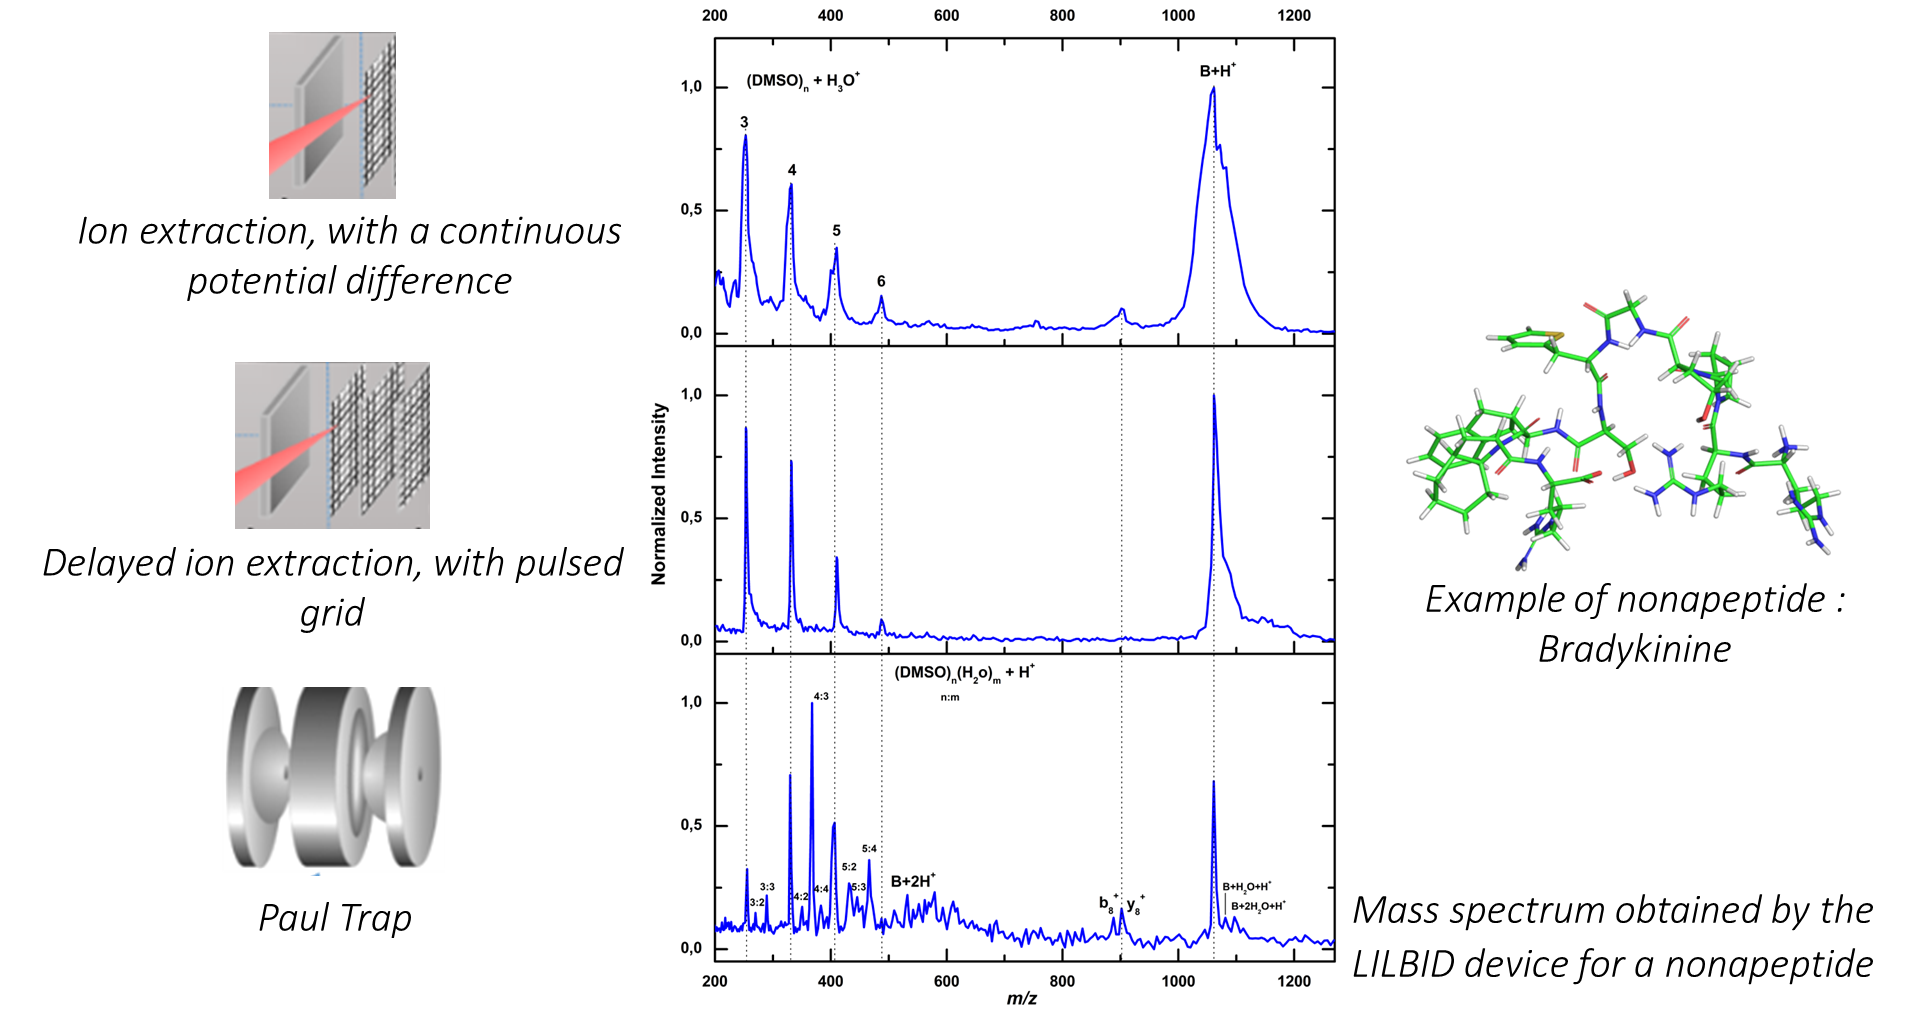 Ion extraction, with a continuous
potential difference
Delayed ion extraction, with pulsed
grid
Paul Trap
200 400 600 800 1000 1200
(DMSO)n + H3O+
B+H+
3
4
5
6
1,0
0,5
0,0
1,0
0,5
0,0
Normalized Intensity
(DMSO)n(H2o)m + H+
n:m
4:3
3:2
3:3
4:2
4:4
5:2
5:3
5:4
B+2H+
b8+
y8+
B+H2O+H+
B+2H2O+H+
1,0
0,5
0,0
200 400 600 800 1000 1200
m/z
Example of nonapeptide :
Bradykinine
Mass spectrum obtained by the
LILBID device for a nonapeptide